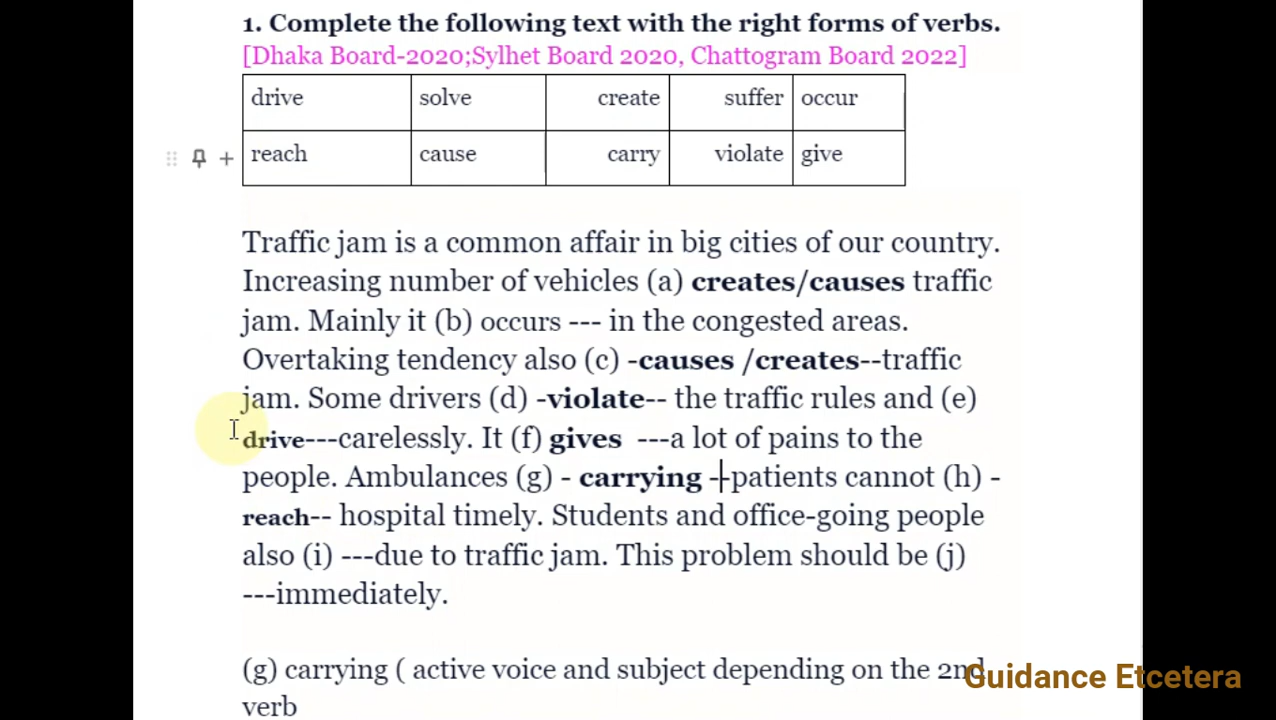 1. Complete the following text with the right forms of verbs.
[Dhaka Board-2020;Sylhet Board 2020, Chattogram Board 2022]
drive solve create suffer occur
reach cause carry violate give
Traffic jam is a common affair in big cities of our country.
Increasing number of vehicles (a) creates/causes traffic
jam. Mainly it (b) occurs --- in the congested areas.
Overtaking tendency also (c) -causes /creates--traffic
jam. Some drivers (d) -violate-- the traffic rules and (e)
drive---carelessly. It (f) gives ---a lot of pains to the
people. Ambulances (g) - carrying --patients cannot (h) -
reach-- hospital timely. Students and office-going people
also (i) ---due to traffic jam. This problem should be (j)
---immediately.
(g) carrying ( active voice and subject depending on the 2nd
verb
Guidance Etcetera